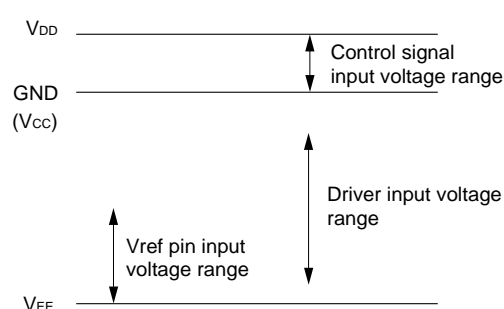 VDD
Control signal
input voltage range
GND
(VCC)
Driver input voltage
range
Vref pin input
voltage range
VEE